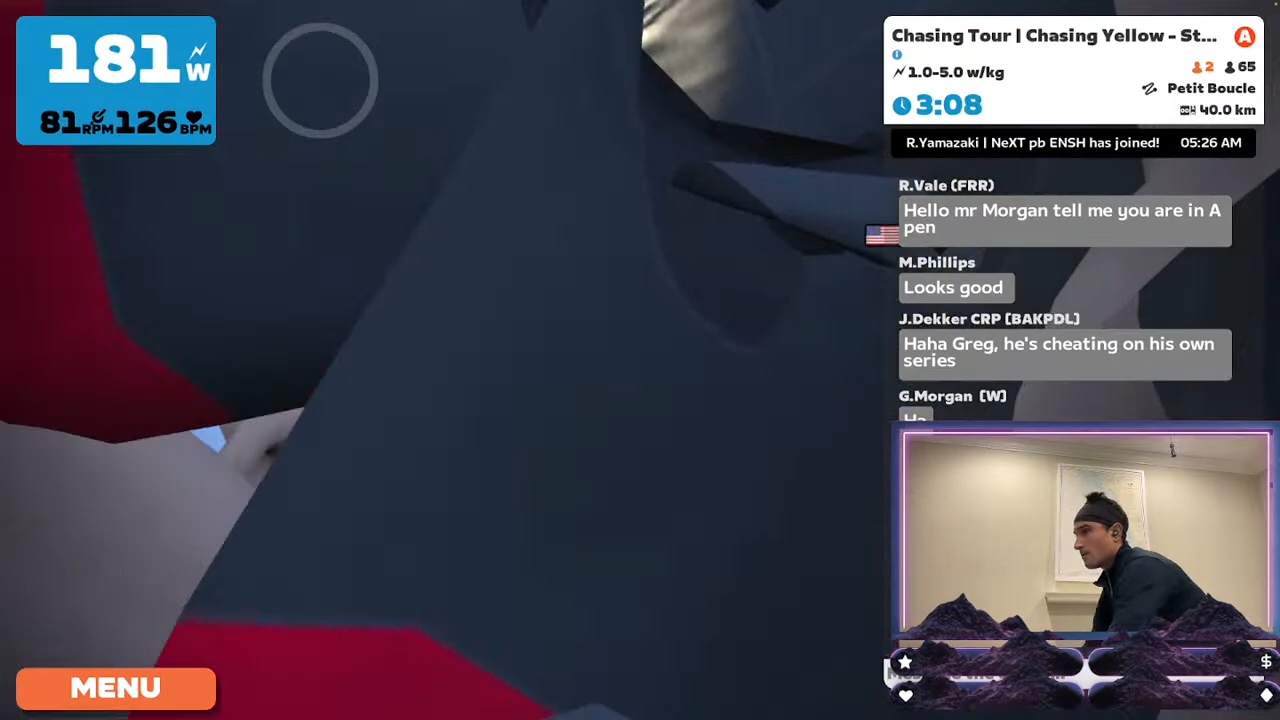 181 W
81 RPM 126 BPM
Chasing Tour | Chasing Yellow - St...
A
1.0-5.0 w/kg
2 65
Petit Boucle
3:08
40.0 km
R.Yamazaki | NeXT pb ENSH has joined! 05:26 AM
R.Vale (FRR)
Hello mr Morgan tell me you are in A
pen
M.Phillips
Looks good
J.Dekker CRP [BAKPDL]
Haha Greg, he's cheating on his own
series
G.Morgan [W]
Ha
MENU